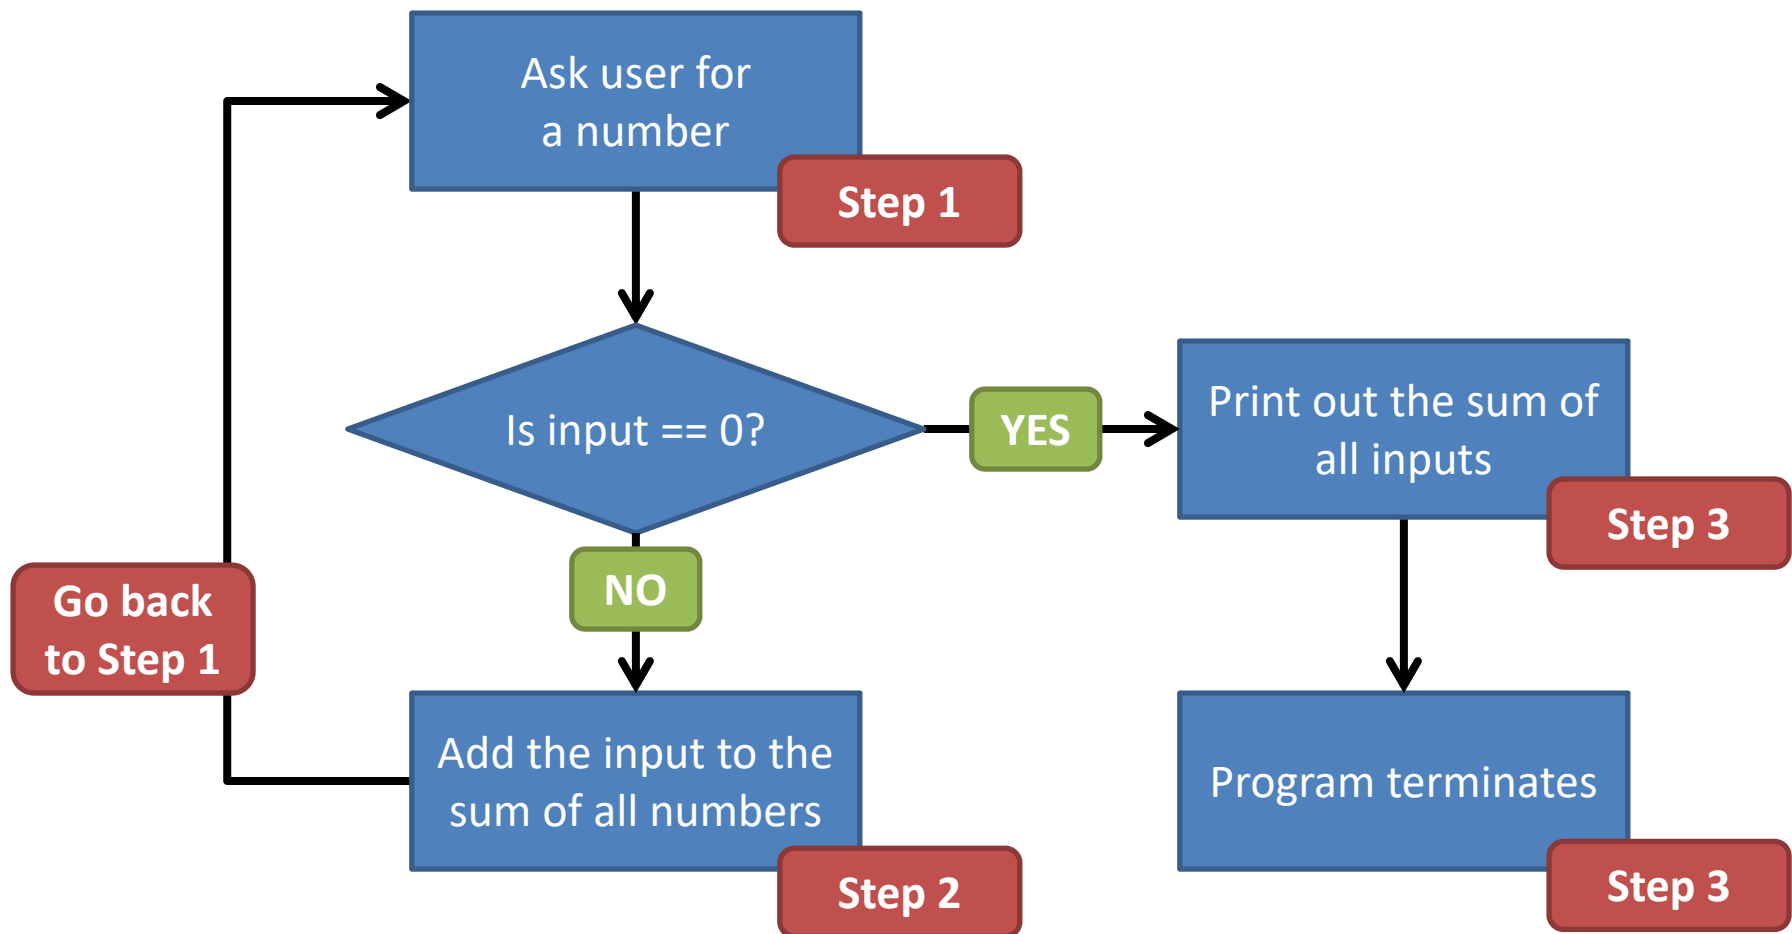 Ask user for
a number
Step 1
Is input == 0?
YES
Print out the sum of
all inputs
Step 3
NO
Go back
to Step 1
Add the input to the
sum of all numbers
Step 2
Program terminates
Step 3